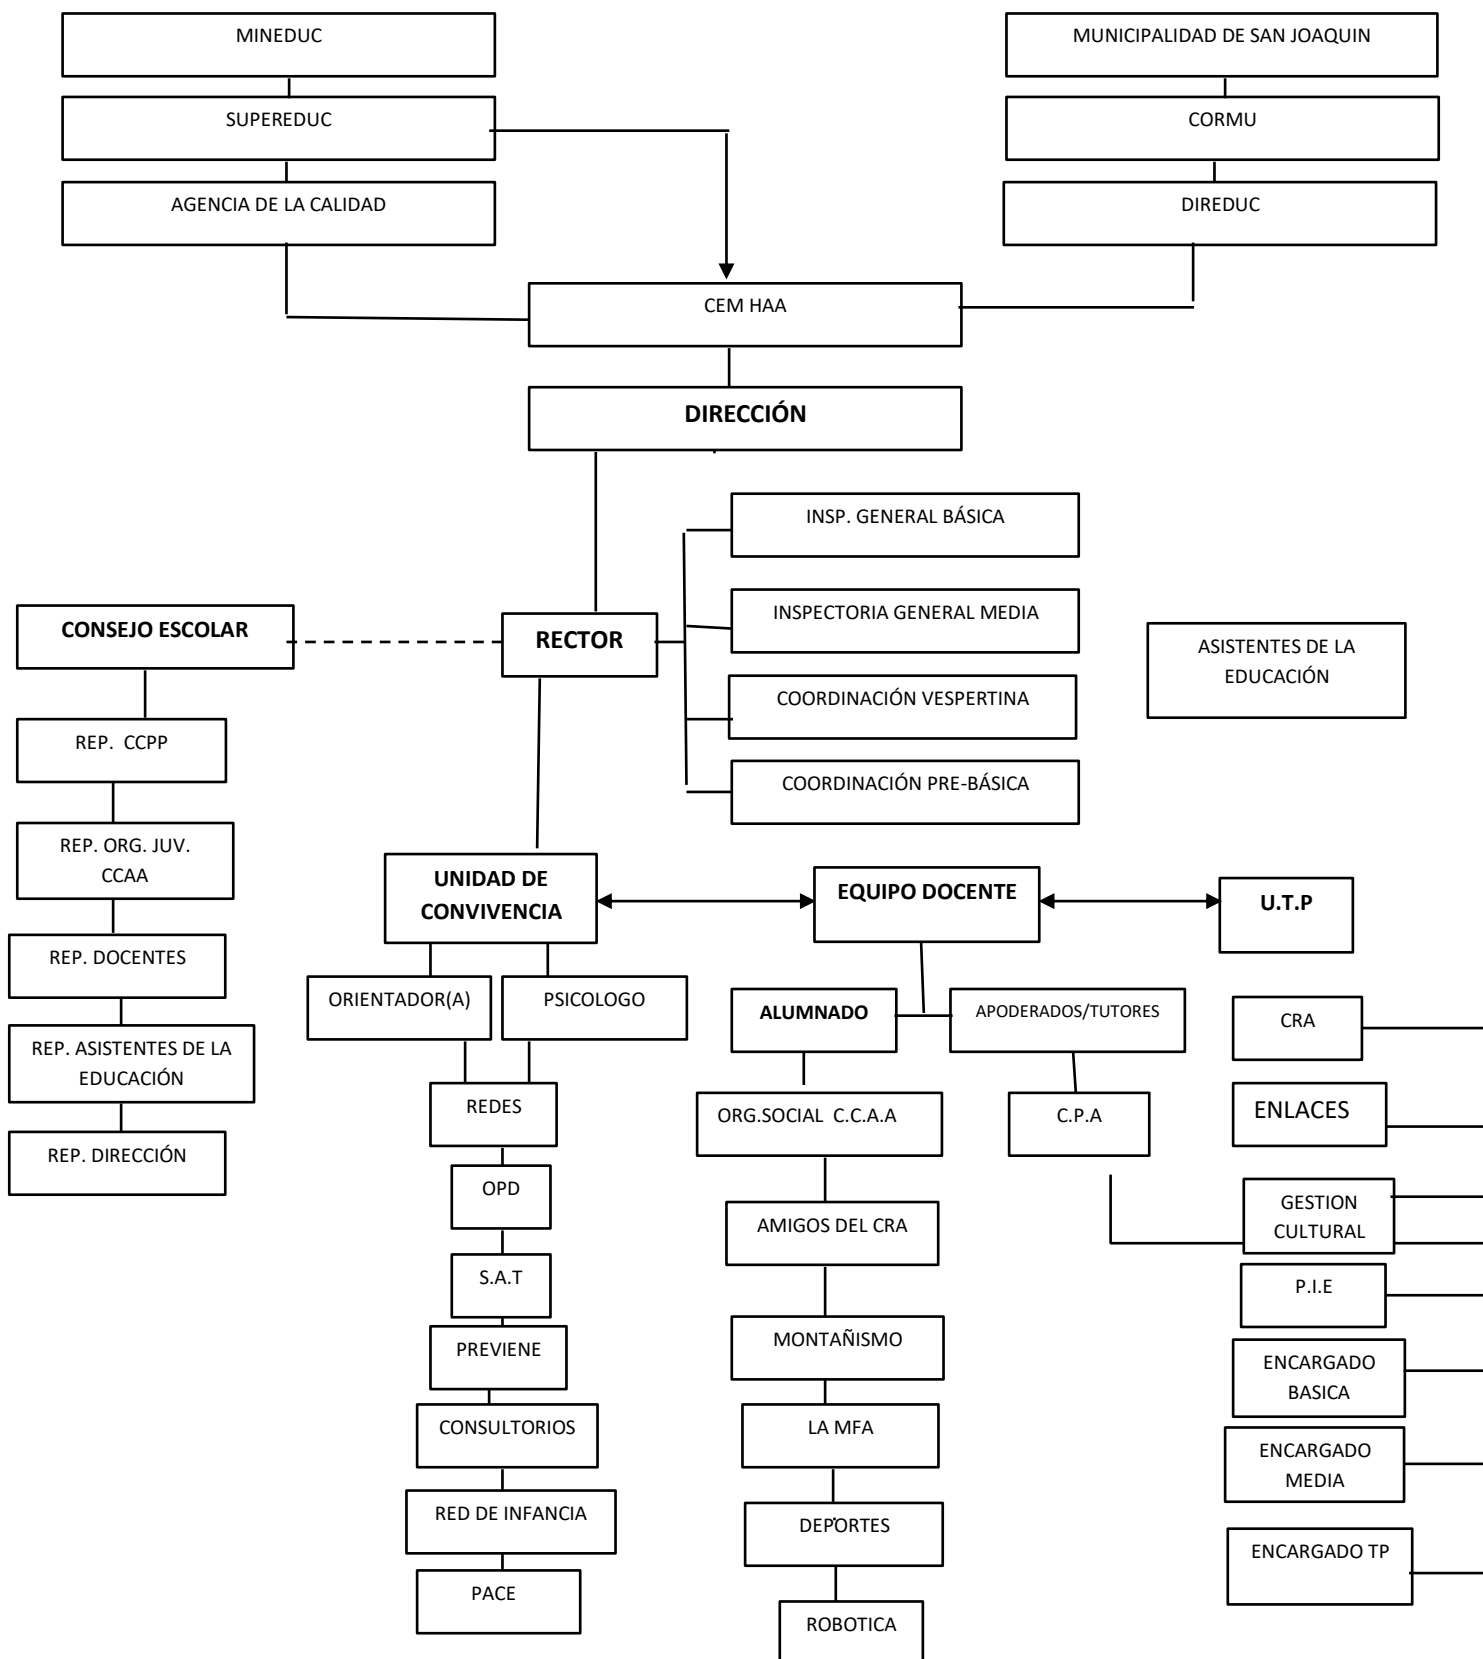 MINEDUC
MUNICIPALIDAD DE SAN JOAQUIN
SUPEREDUC
CORMU
AGENCIA DE LA CALIDAD
DIREDUC
CEM HAA
DIRECCIÓN
INSP. GENERAL BÁSICA
INSPECTORIA GENERAL MEDIA
COORDINACIÓN VESPERTINA
COORDINACIÓN PRE-BÁSICA
CONSEJO ESCOLAR
RECTOR
ASISTENTES DE LA
EDUCACIÓN
REP. CCPP
REP. ORG. JUV.
CCAA
REP. DOCENTES
REP. ASISTENTES DE LA
EDUCACIÓN
REP. DIRECCIÓN
UNIDAD DE
CONVIVENCIA
EQUIPO DOCENTE
U.T.P
ORIENTADOR(A)
PSICOLOGO
REDES
OPD
S.A.T
PREVIENE
CONSULTORIOS
RED DE INFANCIA
PACE
ALUMNADO
APODERADOS/TUTORES
ORG.SOCIAL C.C.A.A
C.P.A
AMIGOS DEL CRA
MONTAÑISMO
LA MFA
DEPORTES
ROBOTICA
CRA
ENLACES
GESTION
CULTURAL
P.I.E
ENCARGADO
BASICA
ENCARGADO
MEDIA
ENCARGADO TP